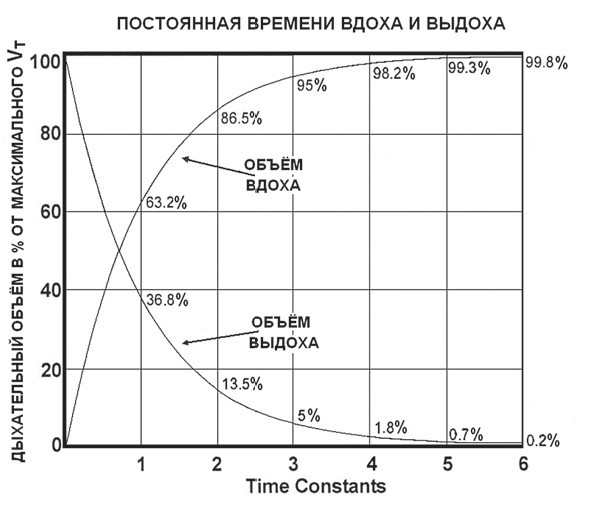 ПОСТОЯННАЯ ВРЕМЕНИ ВДОХА И ВЫДОХА
ДЫХАТЕЛЬНЫЙ ОБЪЁМ В % ОТ МАКСИМАЛЬНОГО VT
100
80
60
40
20
0
99.8%
99.3%
98.2%
95%
86.5%
ОБЪЁМ
ВДОХА
63.2%
36.8%
ОБЪЁМ
ВЫДОХА
13.5%
5%
1.8%
0.7%
0.2%
1 2 3 4 5 6
Time Constants